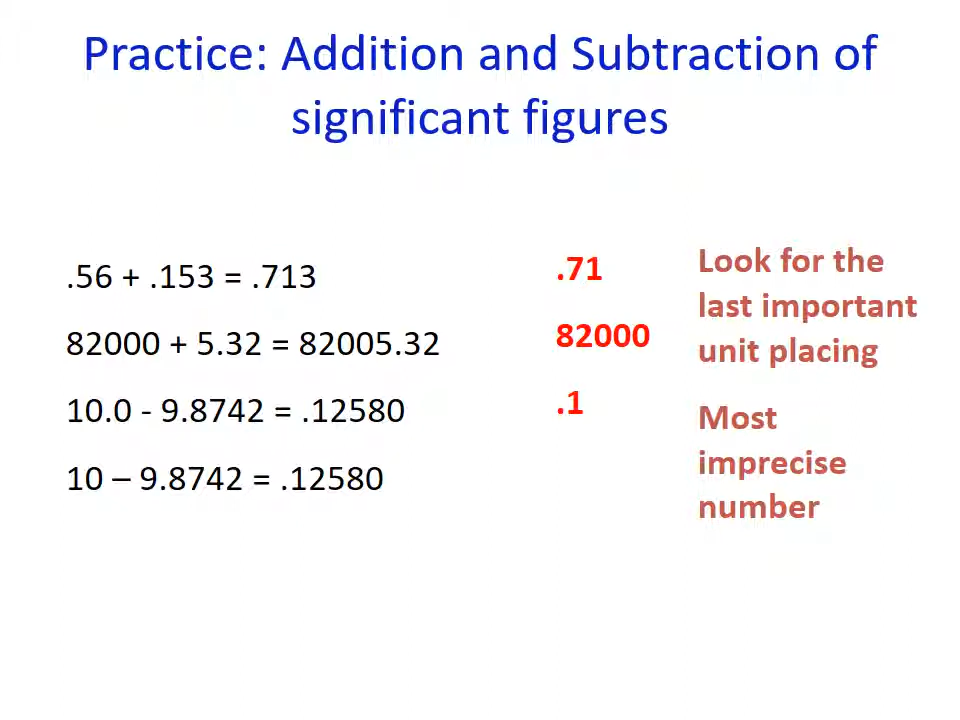 Practice: Addition and Subtraction of
significant figures
.56 + .153 = .713
.71
82000 + 5.32 = 82005.32
82000
10.0 - 9.8742 = .12580
.1
10 – 9.8742 = .12580
Look for the
last important
unit placing
Most
imprecise
number